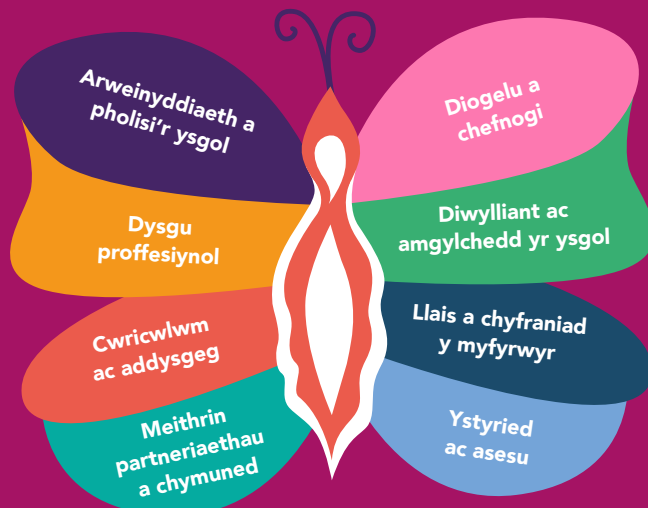 Arweinyddiaeth a
pholisi’r ysgol
Diogelu a
chefnogi
Dysgu
proffesiynol
Diwylliant ac
amgylchedd yr ysgol
Cwricwlwm
ac addysgeg
Llais a chyfraniad
y myfyrwyr
Meithrin
partneriaethau
a chymuned
Ystyried
ac asesu